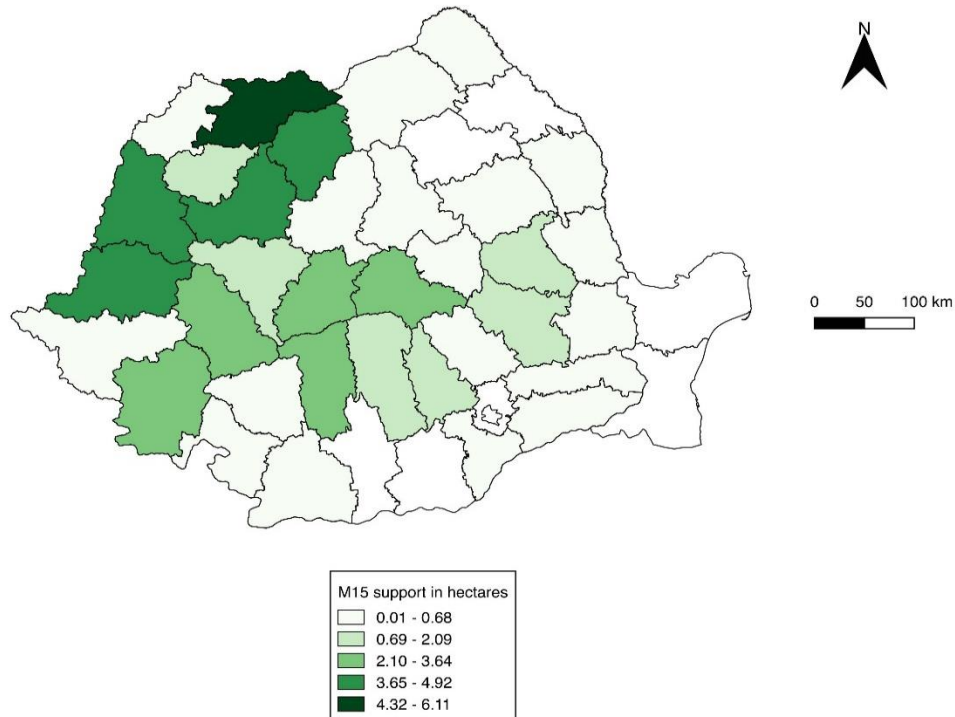 N
0 50 100 km
M15 support in hectares
0.01 - 0.68
0.69 - 2.09
2.10 - 3.64
3.65 - 4.92
4.32 - 6.11